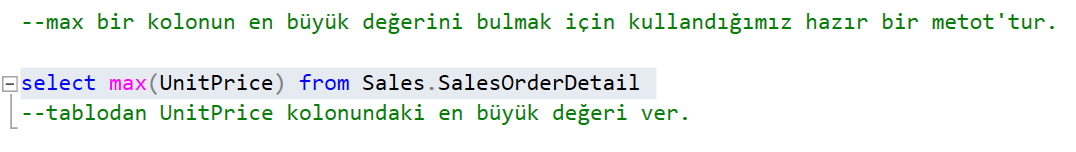 --max bir kolonun en büyük değerini bulmak için kullandığımız hazır bir metot'tur.
select max(UnitPrice) from Sales.SalesOrderDetail
--tablodan UnitPrice kolonundaki en büyük değeri ver.